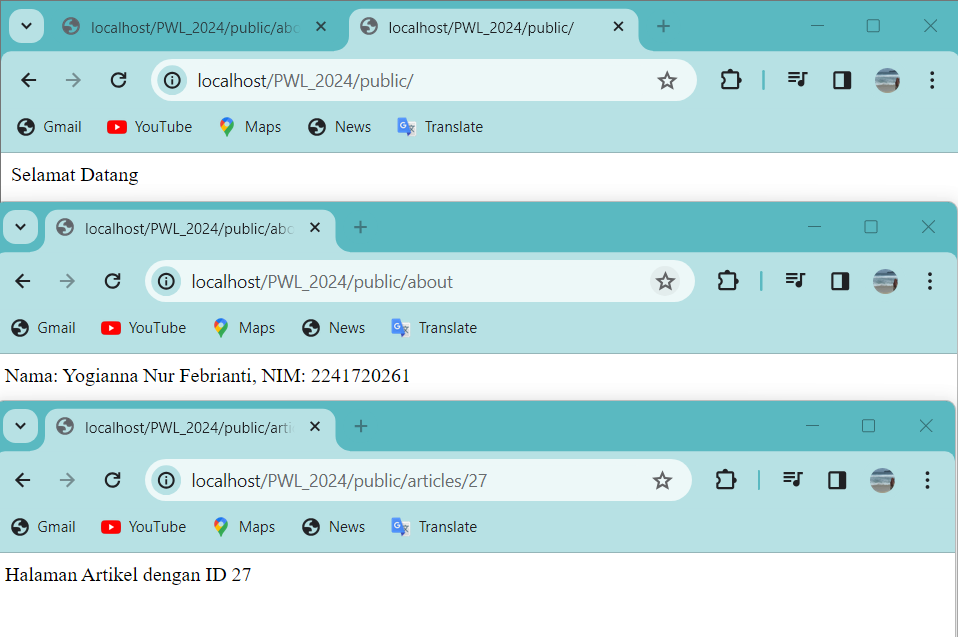 localhost/PWL_2024/public/abo
localhost/PWL_2024/public/
localhost/PWL_2024/public/
Gmail YouTube Maps News Translate
Selamat Datang
localhost/PWL_2024/public/abo
localhost/PWL_2024/public/about
Gmail YouTube Maps News Translate
Nama: Yogianna Nur Febrianti, NIM: 2241720261
localhost/PWL_2024/public/arti
localhost/PWL_2024/public/articles/27
Gmail YouTube Maps News Translate
Halaman Artikel dengan ID 27